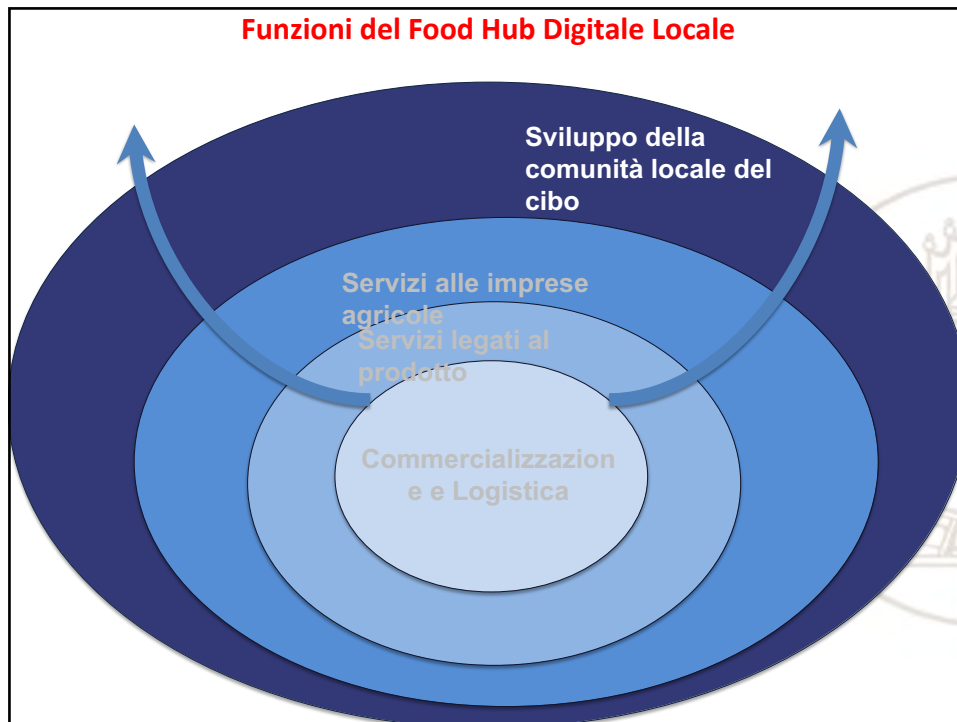 Funzioni del Food Hub Digitale Locale
Sviluppo della
comunità locale del
cibo
Servizi alle imprese
agricole
Servizi legati al
prodotto
Commercializzazion
e e Logistica